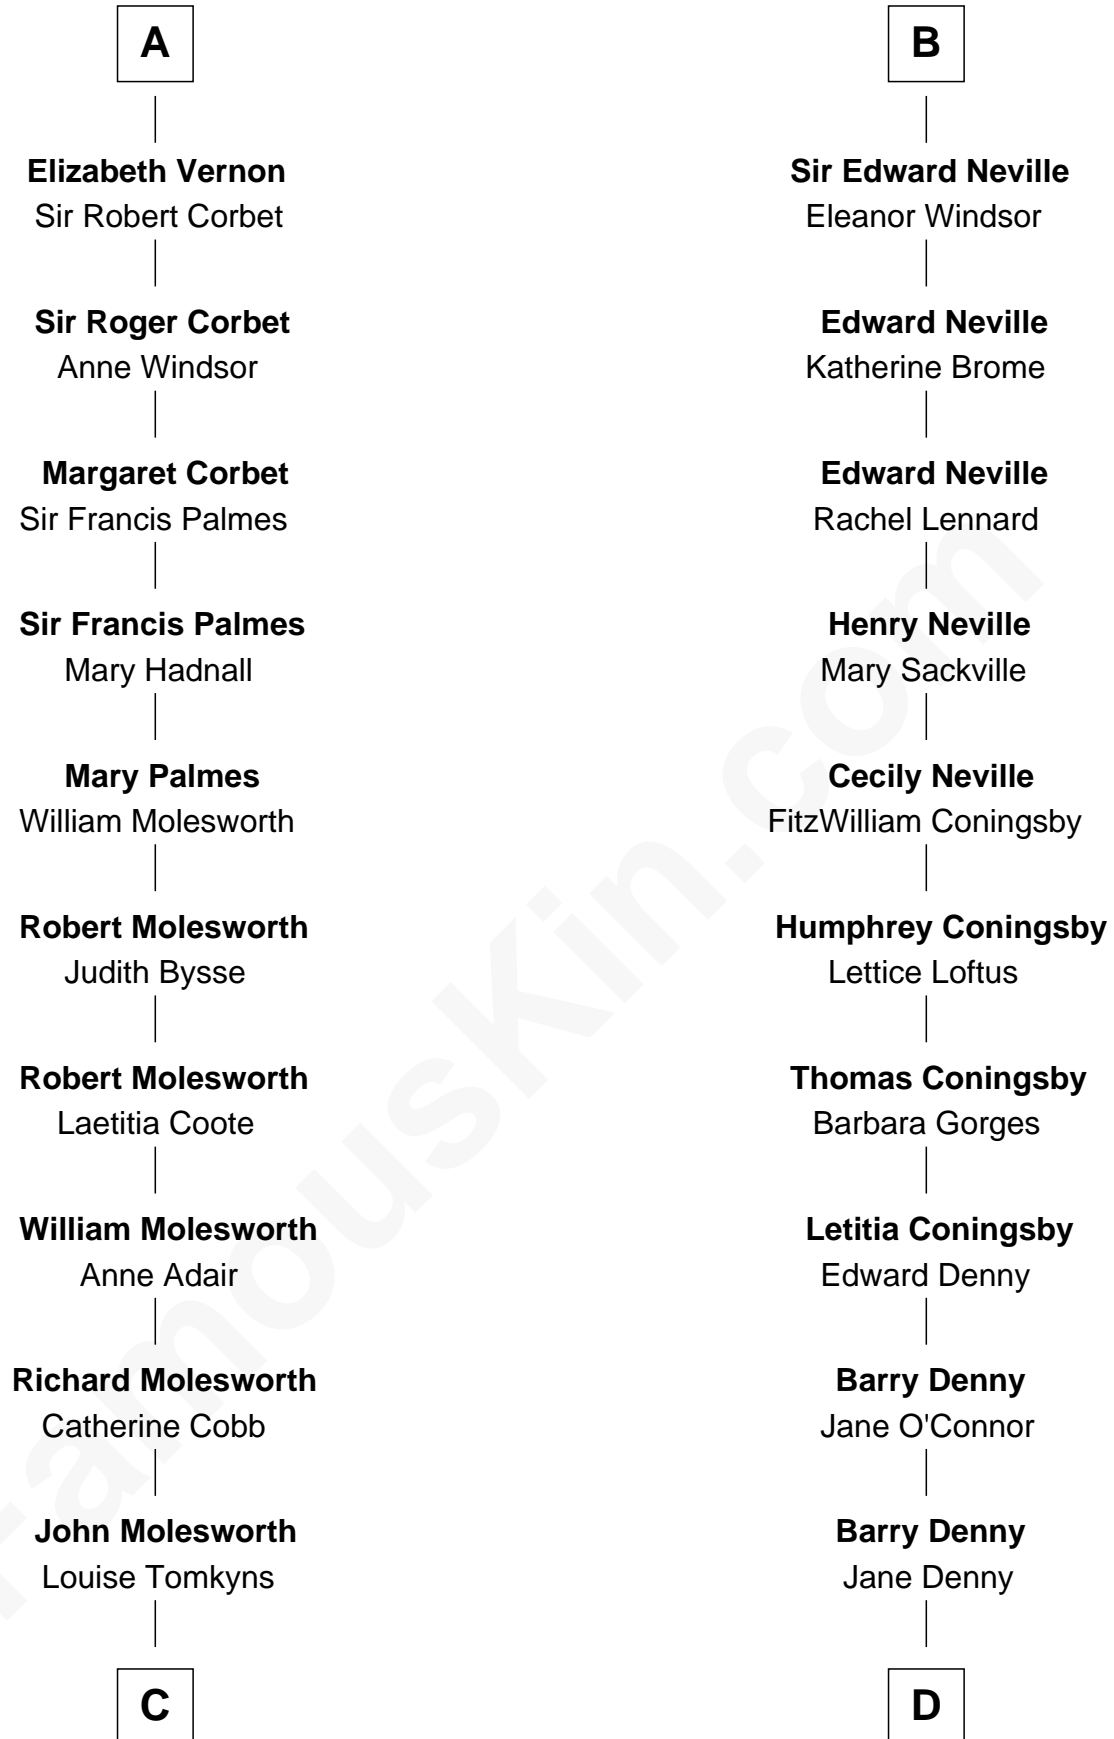 A
Elizabeth Vernon
Sir Robert Corbet
Sir Roger Corbet
Anne Windsor
Margaret Corbet
Sir Francis Palmes
Sir Francis Palmes
Mary Hadnall
Mary Palmes
William Molesworth
Robert Molesworth
Judith Bysse
Robert Molesworth
Laetitia Coote
William Molesworth
Anne Adair
Richard Molesworth
Catherine Cobb
John Molesworth
Louise Tomkyns
C
B
Sir Edward Neville
Eleanor Windsor
Edward Neville
Katherine Brome
Edward Neville
Rachel Lennard
Henry Neville
Mary Sackville
Cecily Neville
FitzWilliam Coningsby
Humphrey Coningsby
Lettice Loftus
Thomas Coningsby
Barbara Gorges
Letitia Coningsby
Edward Denny
Barry Denny
Jane O'Connor
Barry Denny
Jane Denny
D
FamousKin.com